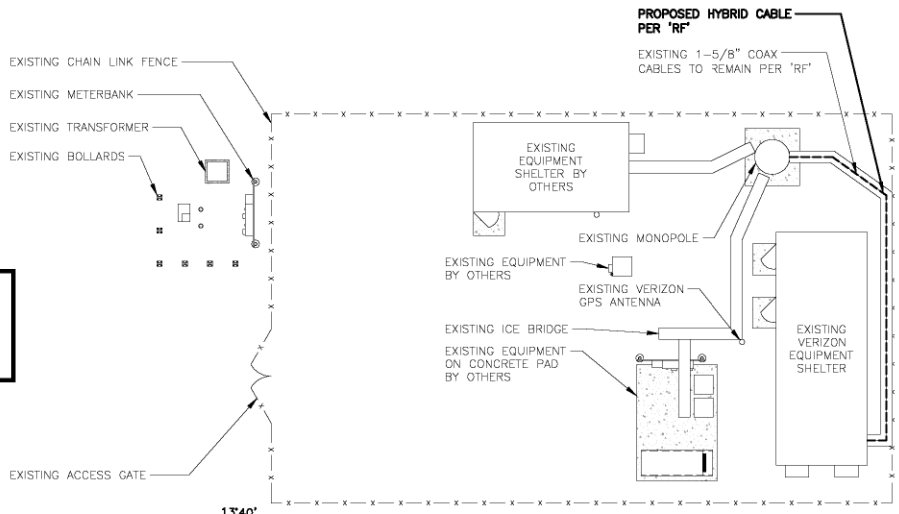 PROPOSED HYBRID CABLE
PER 'RF'
EXISTING 1-5/8" COAX
CABLES TO REMAIN PER 'RF'
EXISTING CHAIN LINK FENCE
EXISTING METERBANK
EXISTING TRANSFORMER
EXISTING BOLLARDS
EXISTING
EQUIPMENT
SHELTER BY
OTHERS
EXISTING MONOPOLE
EXISTING EQUIPMENT
BY OTHERS
EXISTING VERIZON
GPS ANTENNA
EXISTING ICE BRIDGE
EXISTING EQUIPMENT
ON CONCRETE PAD
BY OTHERS
EXISTING
VERIZON
EQUIPMENT
SHELTER
EXISTING ACCESS GATE